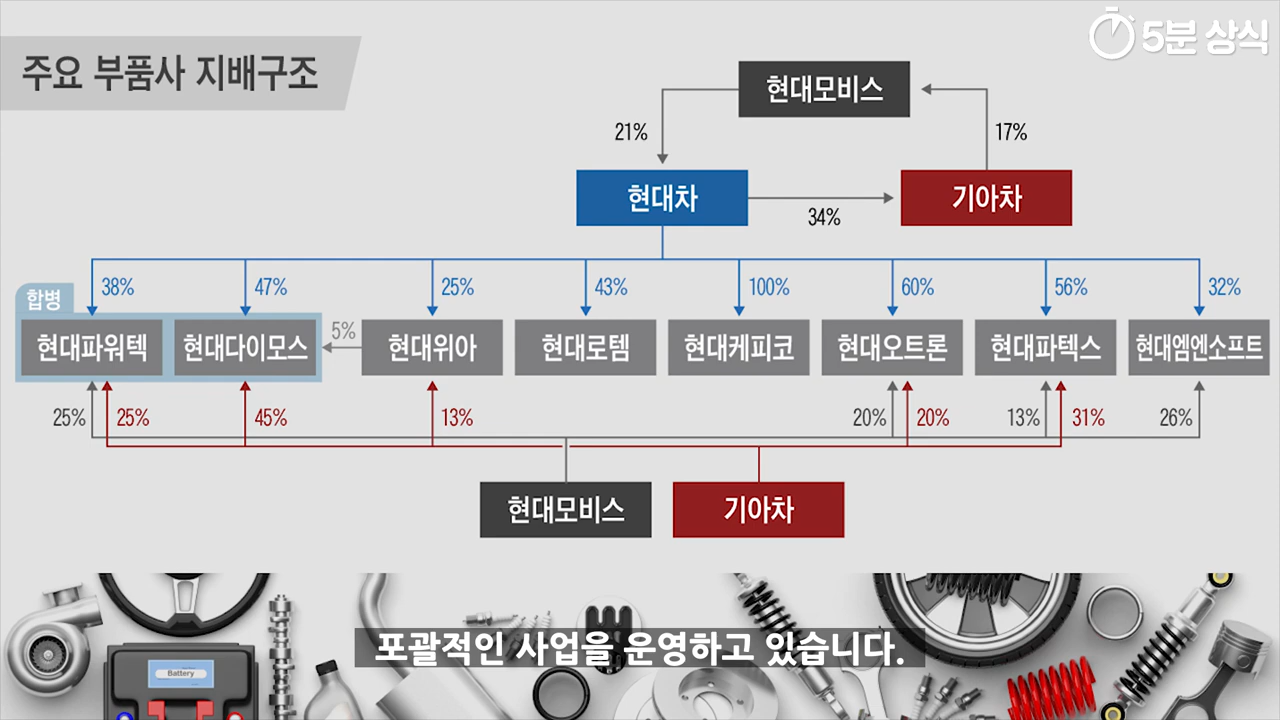 5분 상식
주요 부품사 지배구조
현대모비스
21%
17%
현대차
기아차
34%
38%
47%
25%
43%
100%
60%
56%
32%
합병
현대파워텍
현대다이모스
5%
현대위아
현대로템
현대케피코
현대오트론
현대파텍스
현대엠엔소프트
25%
25%
45%
13%
20%
20%
13%
31%
26%
현대모비스
기아차
Battery
포괄적인 사업을 운영하고 있습니다.